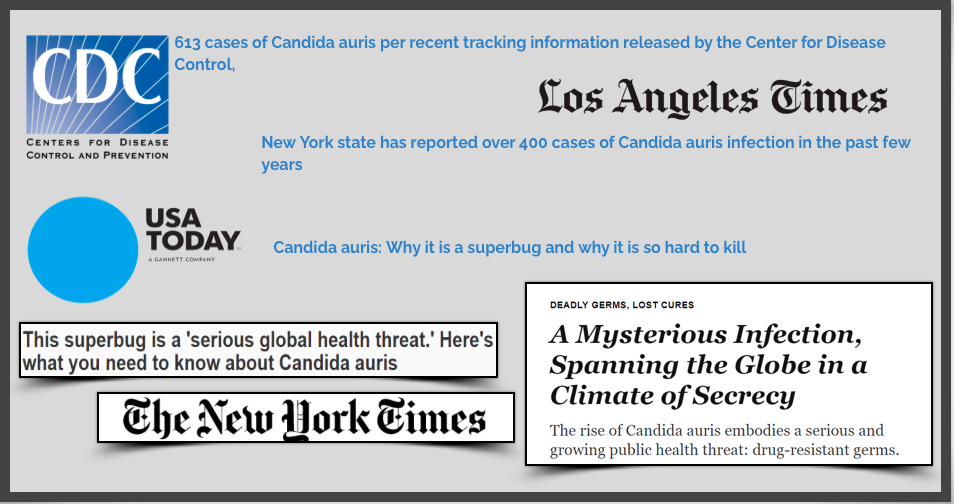 CDC
CENTERS FOR DISEASE
CONTROL AND PREVENTION
613 cases of Candida auris per recent tracking information released by the Center for Disease
Control,
Los Angeles Times
New York state has reported over 400 cases of Candida auris infection in the past few
years
USA
TODAY
A GANNETT COMPANY
Candida auris: Why it is a superbug and why it is so hard to kill
This superbug is a 'serious global health threat.' Here's
what you need to know about Candida auris
The New York Times
DEADLY GERMS, LOST CURES
A Mysterious Infection,
Spanning the Globe in a
Climate of Secrecy
The rise of Candida auris embodies a serious and
growing public health threat: drug-resistant germs.